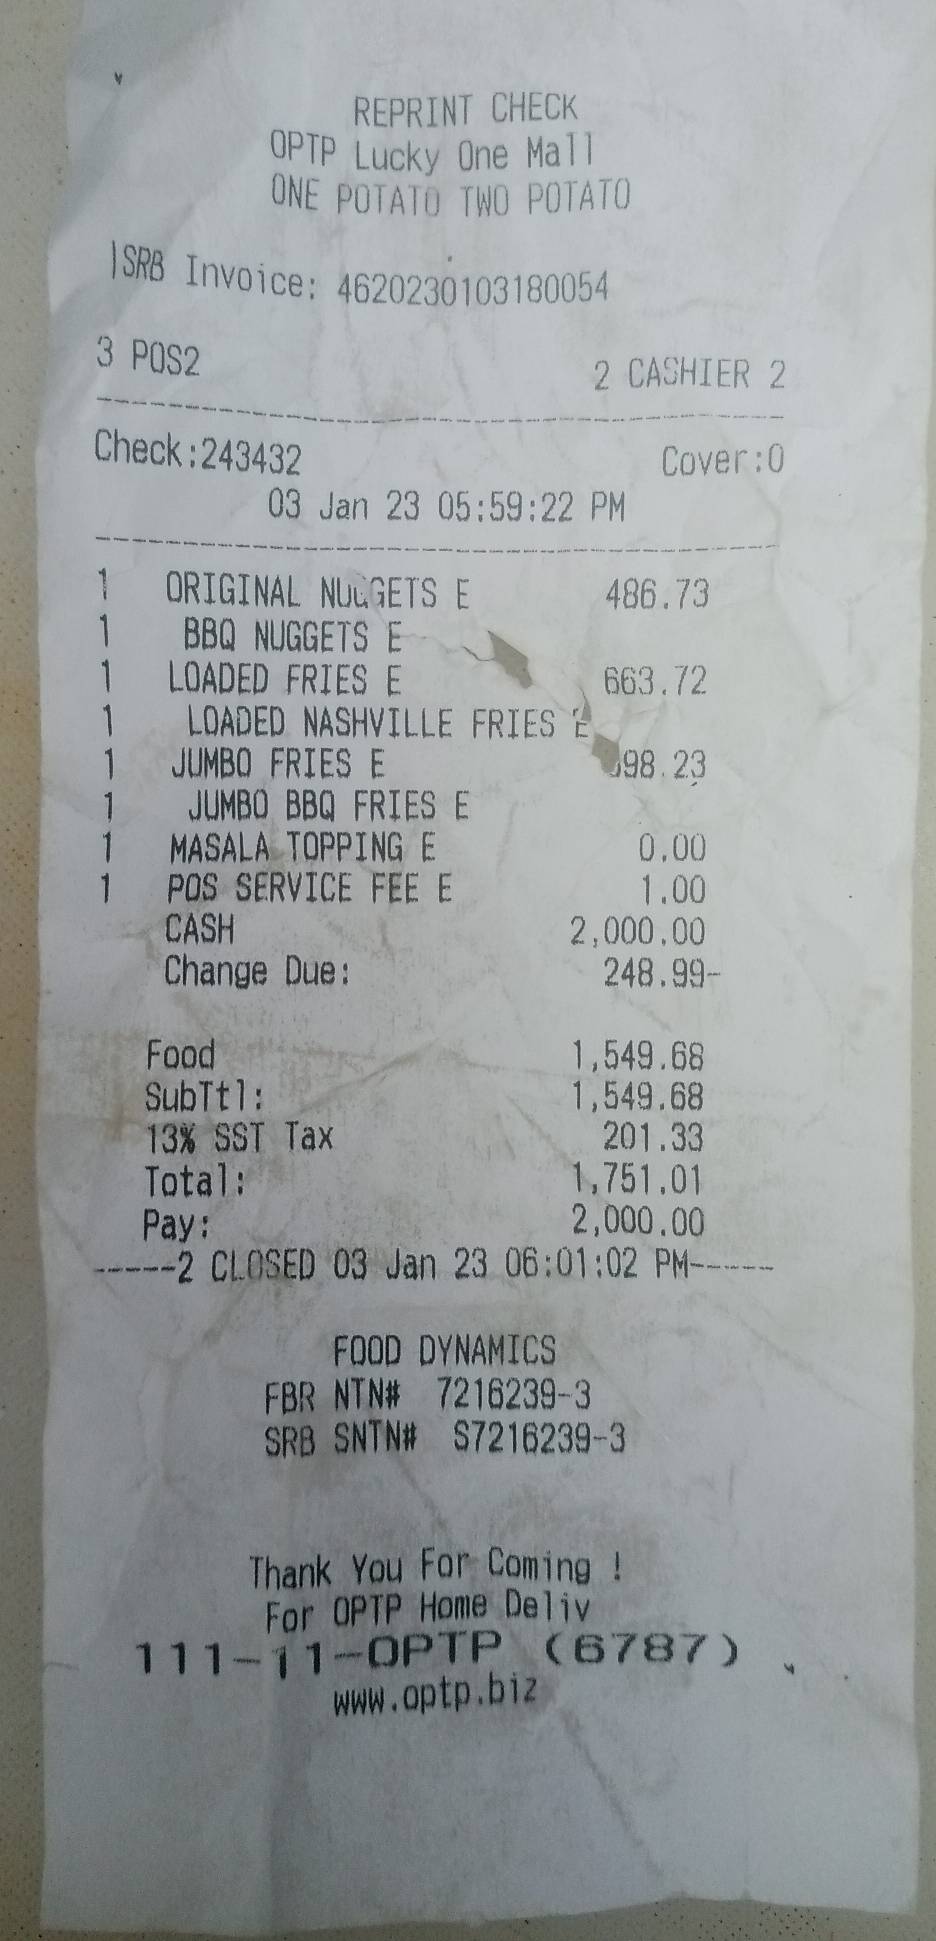 REPRINT CHECK
OPTP Lucky One Mall
ONE POTATO TWO POTATO
SRB Invoice: 4620230103180054
3 POS2 2 CASHIER 2
Check:243432 Cover:0
03 Jan 23 05:59:22 PM
1 ORIGINAL NUGGETS E 486.73
1 BBQ NUGGETS E
1 LOADED FRIES E 663.72
1 LOADED NASHVILLE FRIES E
1 JUMBO FRIES E
1 JUMBO BBQ FRIES E
1 MASALA TOPPING E 0.00
1 POS SERVICE FEE E 1.00
CASH 2,000.00
Change Due: 248.99-
Food 1,549.68
SubTtl: 1,549.68
13% SST Tax 201.33
Total: 1,751.01
Pay: 2,000.00
-----2 CLOSED 03 Jan 23 06:01:02 PM-----
FOOD DYNAMICS
FBR NTN# 7216239-3
SRB SNTN# S7216239-3
Thank You For Coming !
For OPTP Home Deliv
111-11-OPTP (6787)
www.optp.biz